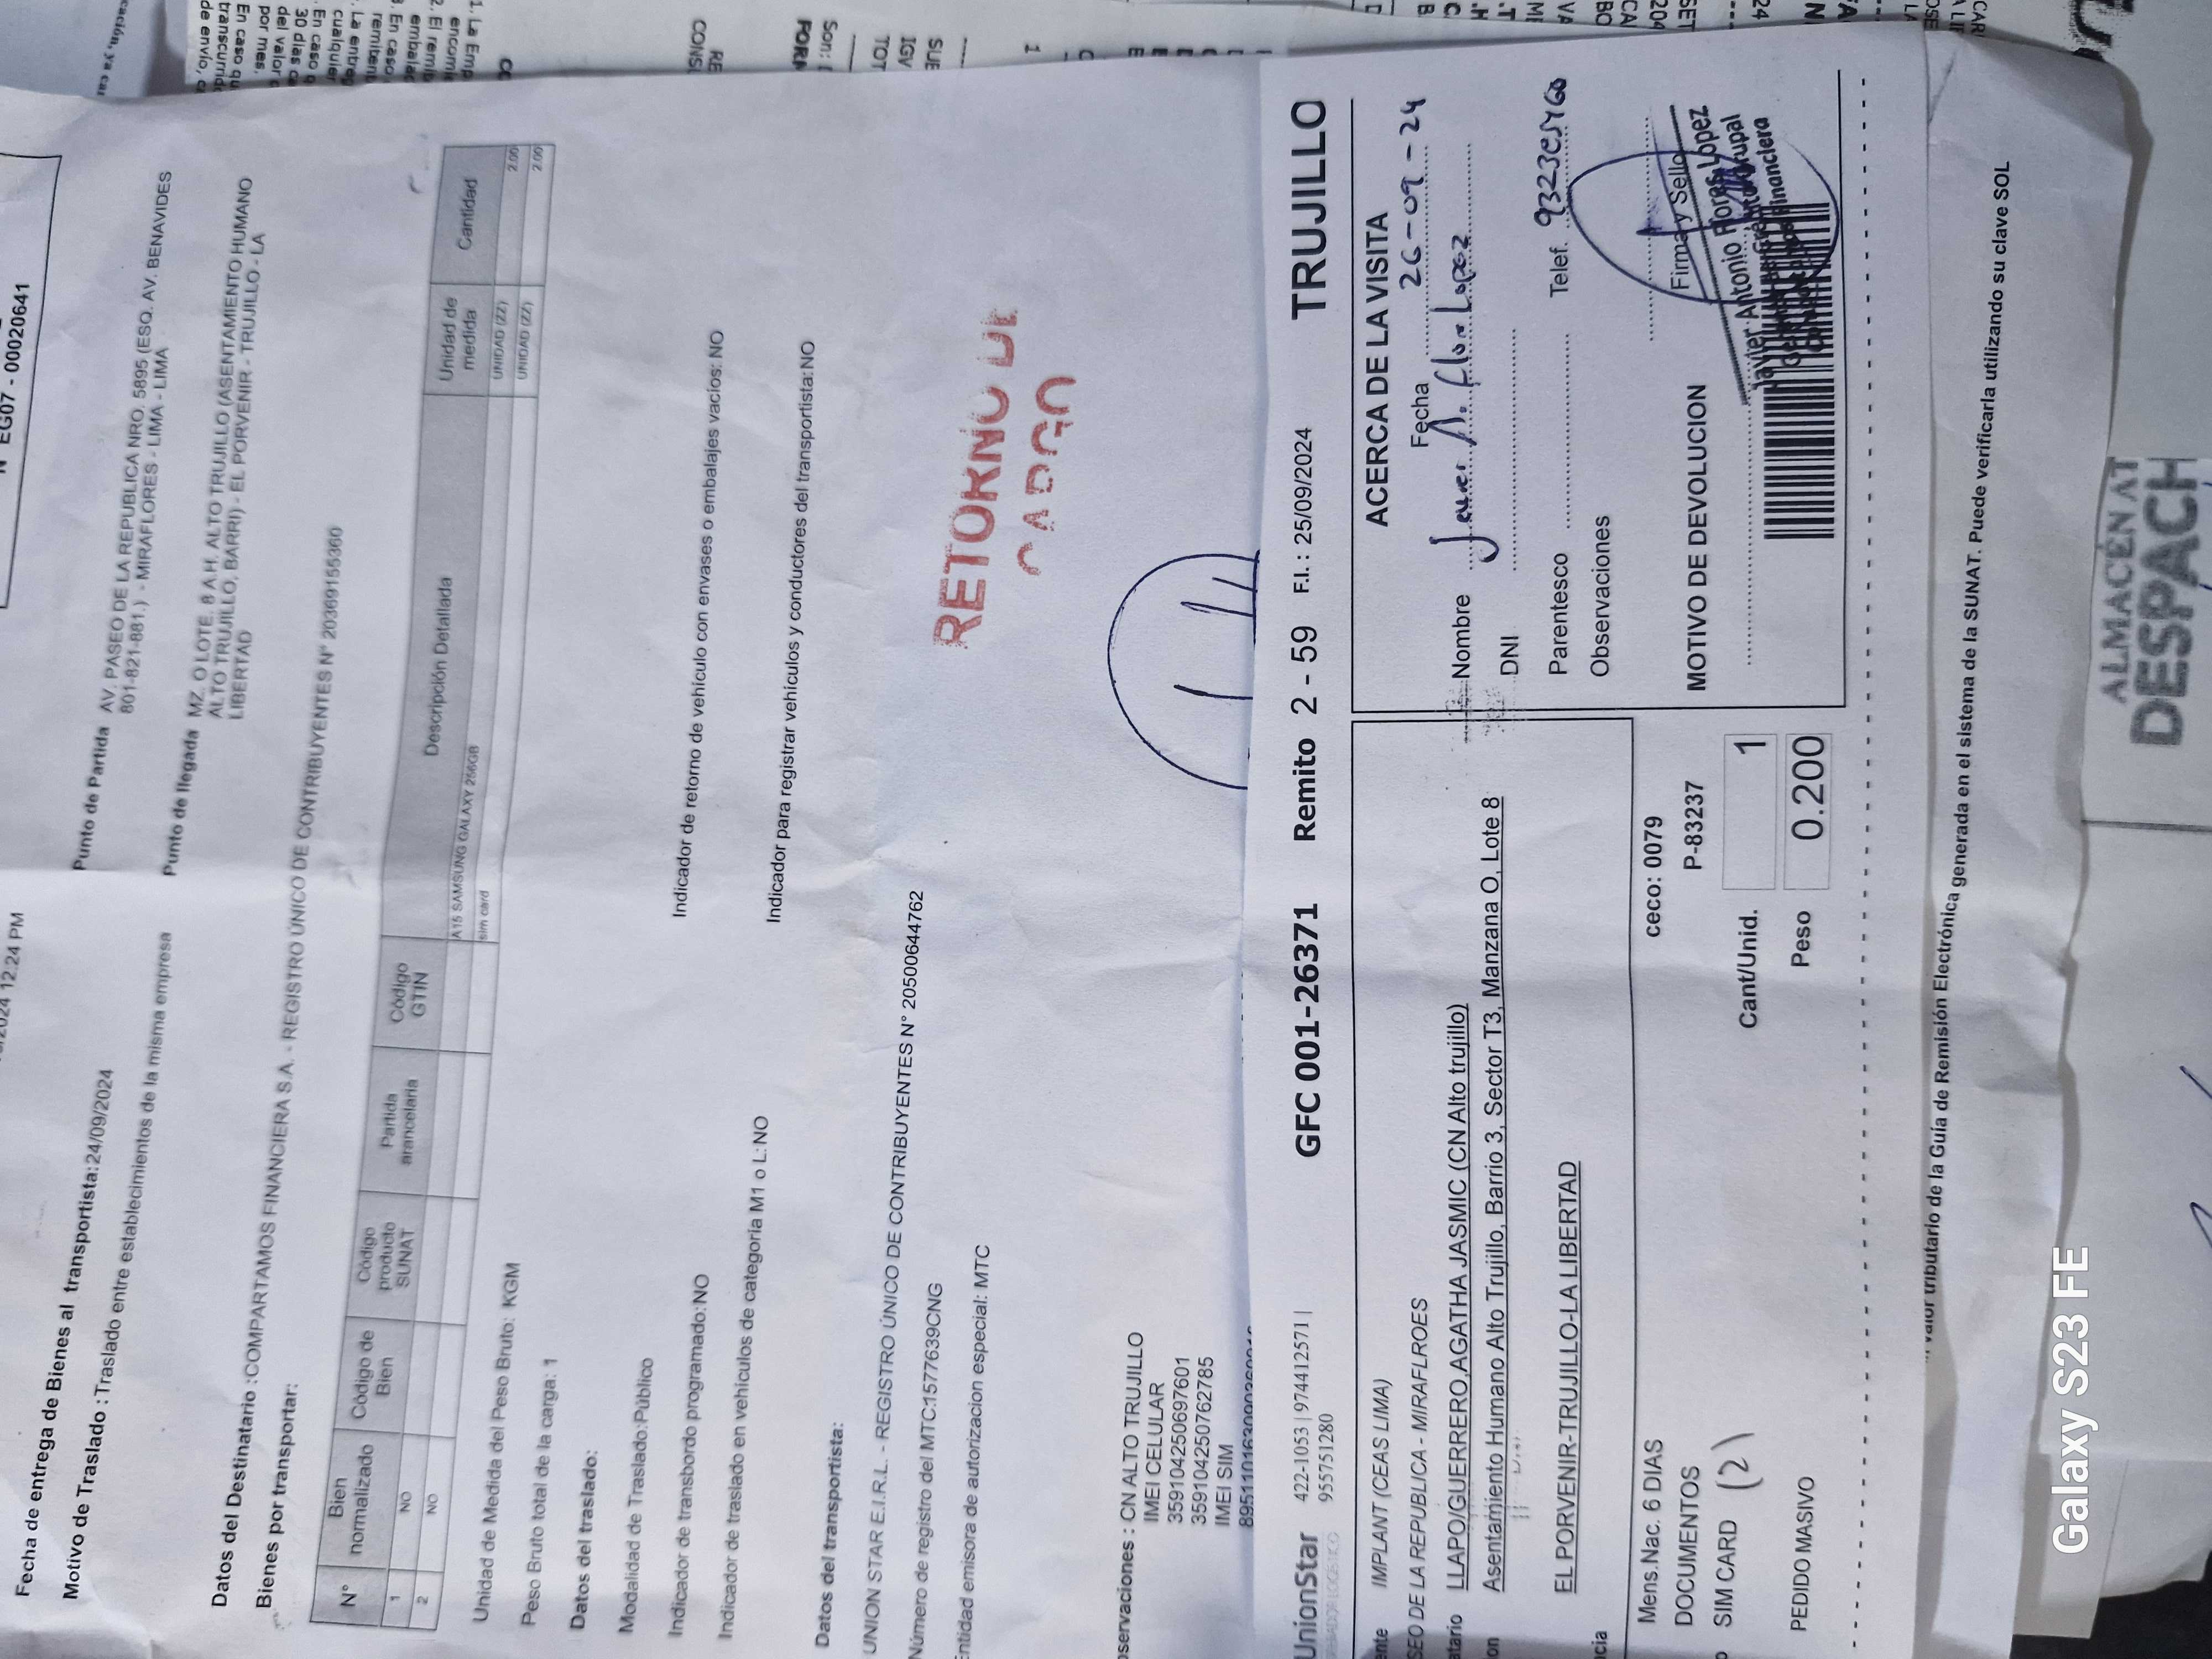 N° EG07 - 00020641
2024 12:24 PM
Fecha de entrega de Bienes al transportista:24/09/2024
Motivo de Traslado : Traslado entre establecimientos de la misma empresa
Punto de Partida AV. PASEO DE LA REPUBLICA NRO. 5895 (ESQ. AV. BENAVIDES
801-821-881.) - MIRAFLORES - LIMA - LIMA
Punto de llegada MZ. O LOTE. 8 A.H. ALTO TRUJILLO (ASENTAMIENTO HUMANO
ALTO TRUJILLO, BARRI) - EL PORVENIR - TRUJILLO - LA
LIBERTAD
Datos del Destinatario :COMPARTAMOS FINANCIERA S.A. - REGISTRO ÚNICO DE CONTRIBUYENTES N° 20369155360
Bienes por transportar:
N° Bien normalizado Código de Bien Código producto SUNAT Partida arancelaria Código GTIN Descripción Detallada Unidad de medida Cantidad
1 NO A15 SAMSUNG GALAXY 256GB UNIDAD (ZZ) 2.00
2 NO sim card UNIDAD (ZZ) 2.00
Unidad de Medida del Peso Bruto: KGM
Peso Bruto total de la carga: 1
Datos del traslado:
Modalidad de Traslado:Público
Indicador de transbordo programado:NO
Indicador de retorno de vehículo con envases o embalajes vacíos: NO
Indicador de traslado en vehículos de categoría M1 o L:NO
Indicador para registrar vehículos y conductores del transportista:NO
Datos del transportista:
UNION STAR E.I.R.L. - REGISTRO ÚNICO DE CONTRIBUYENTES N° 20500644762
Número de registro del MTC:1577639CNG
Entidad emisora de autorizacion especial: MTC
RETORNO DE
CARGO
Observaciones : CN ALTO TRUJILLO
IMEI CELULAR
359104250697601
359104250762785
IMEI SIM
UnionStar 422-1053 | 974412571 |
955751280
GFC 001-26371 Remito 2 - 59 F.I. : 25/09/2024 TRUJILLO
IMPLANT (CEAS LIMA)
SEO DE LA REPUBLICA - MIRAFLROES
LLAPO/GUERRERO,AGATHA JASMIC (CN Alto trujillo)
Asentamiento Humano Alto Trujillo, Barrio 3, Sector T3, Manzana O, Lote 8
EL PORVENIR-TRUJILLO-LA LIBERTAD
Mens.Nac. 6 DIAS ceco: 0079
DOCUMENTOS P-83237
SIM CARD (2) Cant/Unid. 1
Peso 0.200
PEDIDO MASIVO
ACERCA DE LA VISITA
Fecha 26-09-24
Nombre Javier A. Flores Lopez
DNI
Parentesco Telef.
Observaciones
Firma y Sello
MOTIVO DE DEVOLUCION
Javier Antonio Flores Lopez
valor tributario de la Guía de Remisión Electrónica generada en el sistema de la SUNAT. Puede verificarla utilizando su clave SOL
ALMACEN AT
DESPACH
Galaxy S23 FE